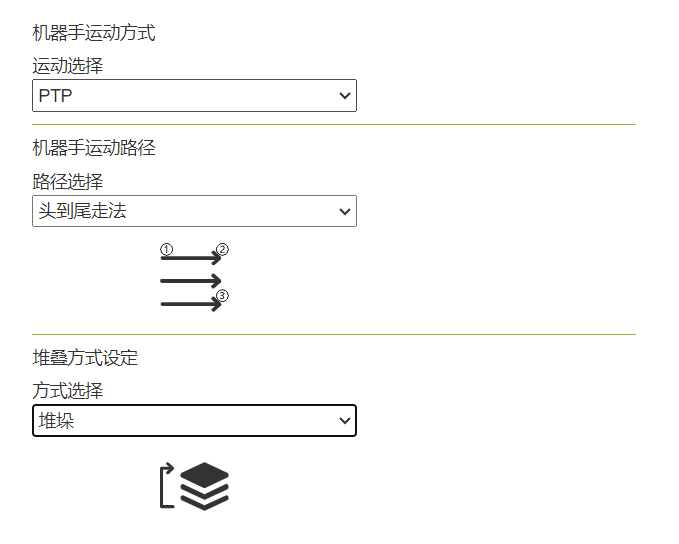 机器手运动方式
运动选择
PTP
机器手运动路径
路径选择
头到尾走法
① ②
③
堆叠方式设定
方式选择
堆垛